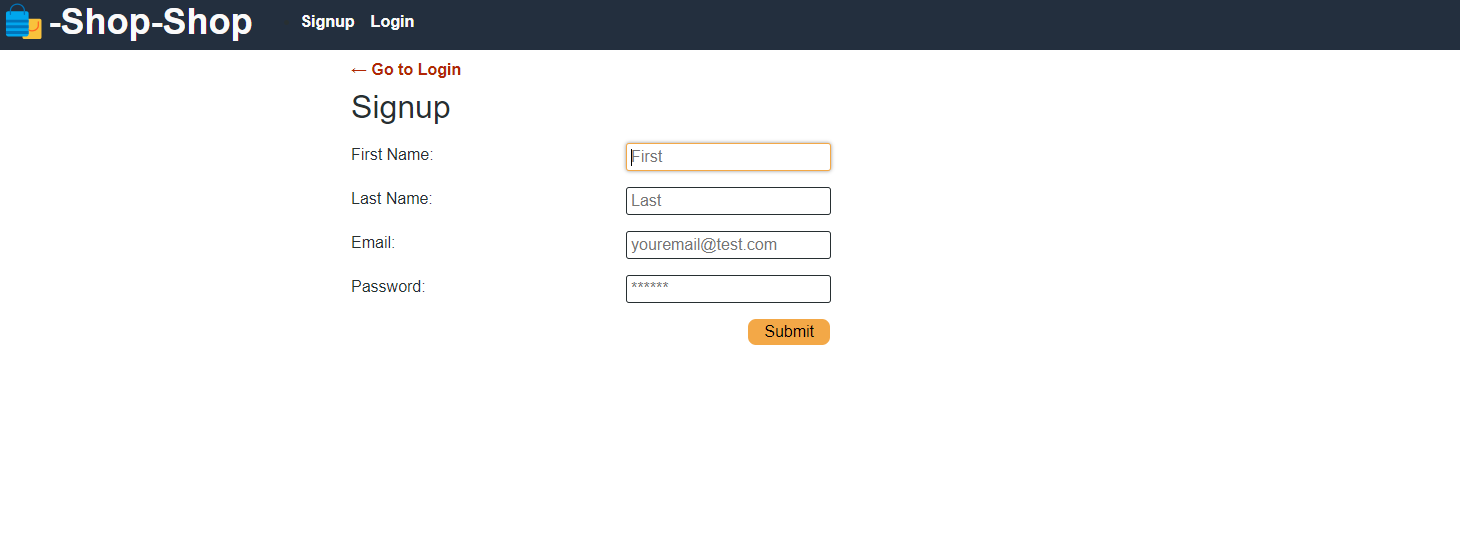 -Shop-Shop Signup Login
← Go to Login
Signup
First Name: First
Last Name: Last
Email: youremail@test.com
Password: ******
Submit